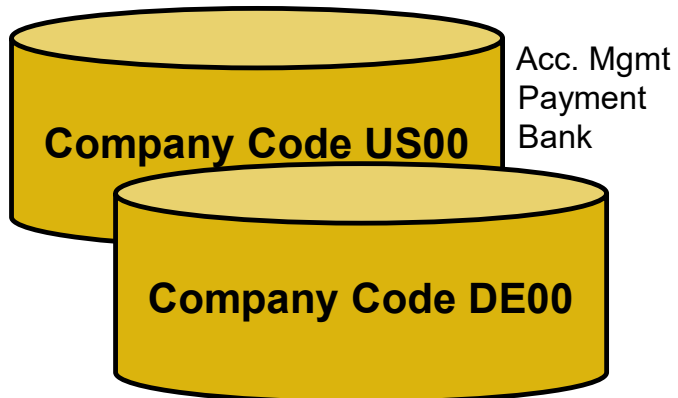 Acc. Mgmt
Payment
Bank
Company Code US00
Company Code DE00